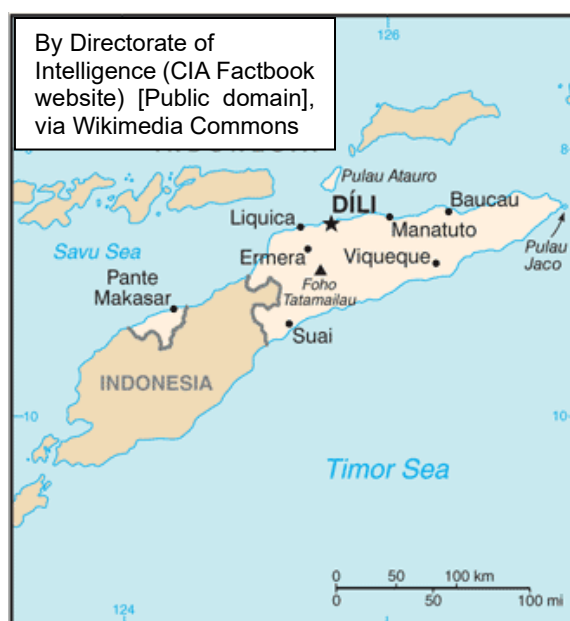 By Directorate of
Intelligence (CIA Factbook
website) [Public domain],
via Wikimedia Commons
126
8
Pulau Atauro
DÍLI
Baucau
Liquica
Manatuto
Pulau
Jaco
Savu Sea
Ermera
Viqueque
Pante
Makasar
Foho
Tatamailau
Suai
INDONESIA
10
10
Timor Sea
0 50 100 km
0 50 100 mi
124